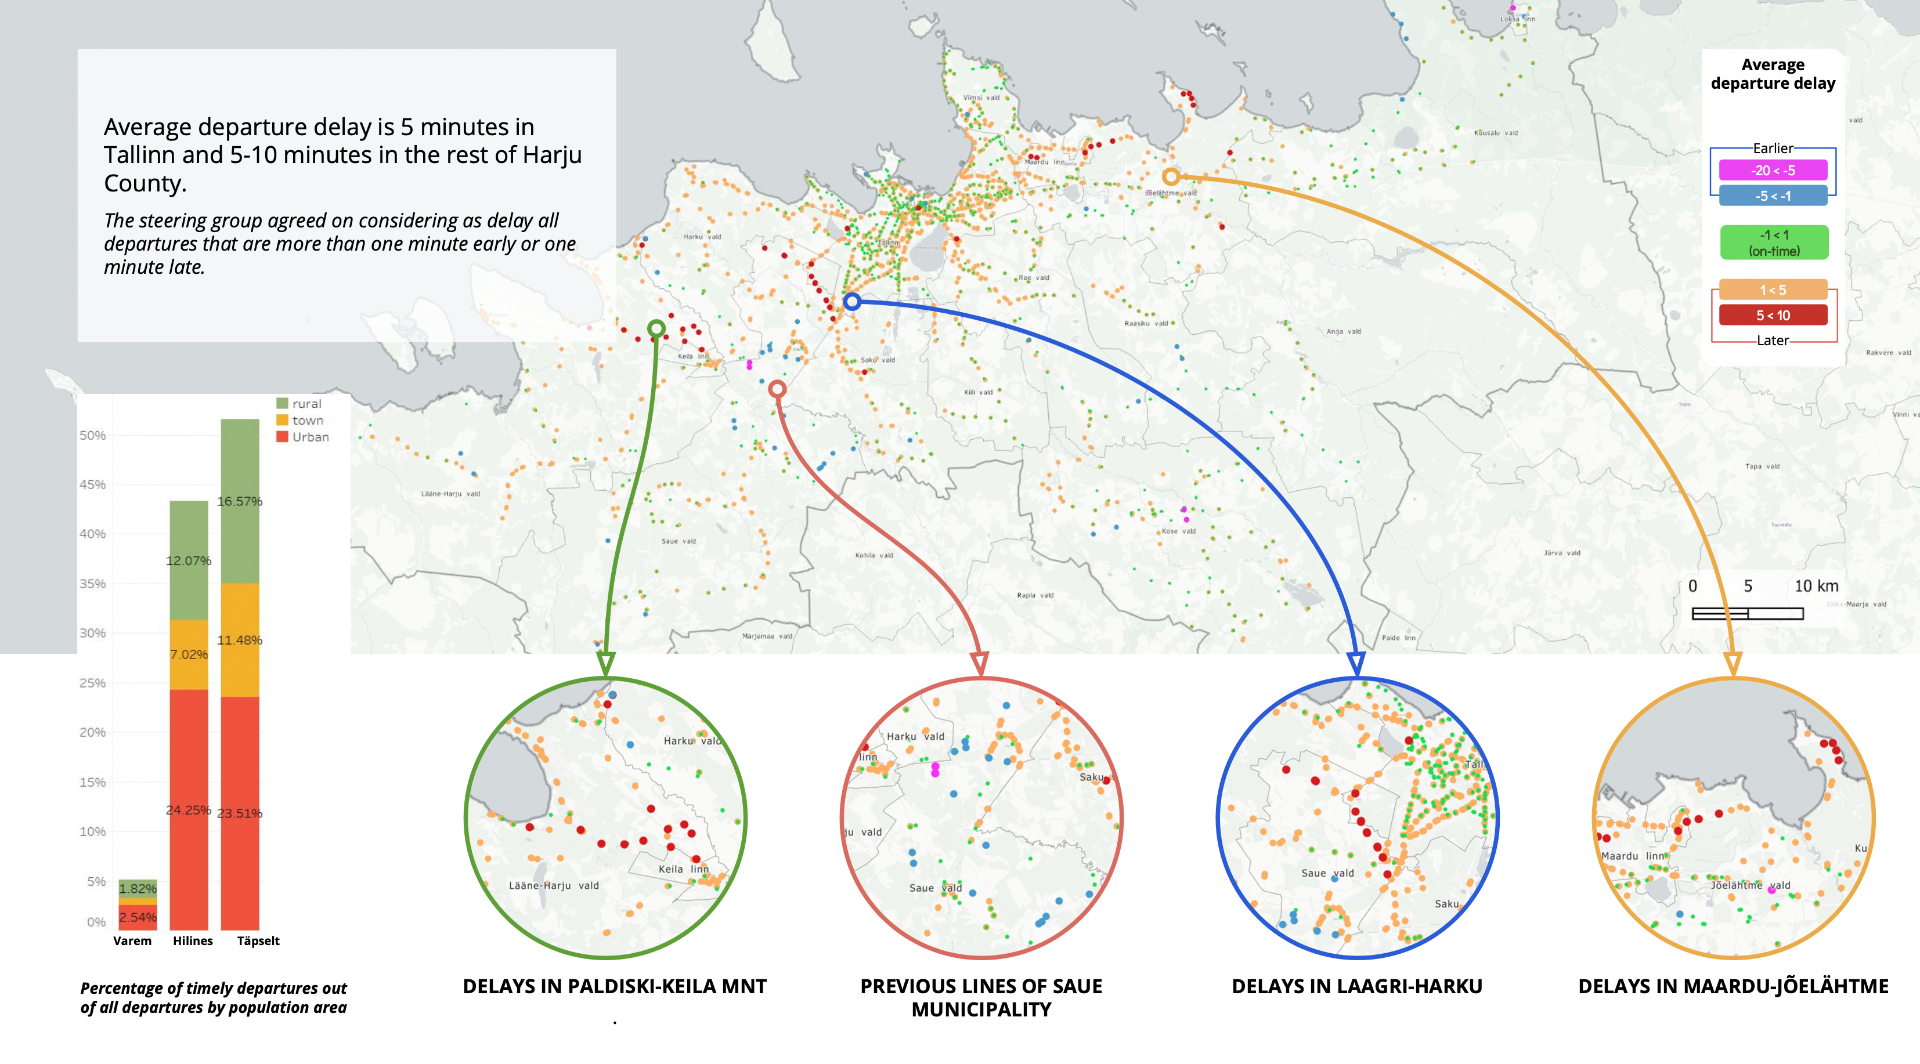 Average departure delay is 5 minutes in
Tallinn and 5-10 minutes in the rest of Harju
County.
The steering group agreed on considering as delay all
departures that are more than one minute early or one
minute late.
Average
departure delay
Earlier
-20 < -5
-5 < -1
-1 < 1
(on-time)
1 < 5
5 < 10
Later
Loksa linn
Viimsi vald
Kuusalu vald
vald
Maardu linn
Jõelähtme vald
Harku vald
Tallinn
Rae vald
Raasiku vald
Anija vald
Rakvere vald
Keila linn
Saku vald
Kiili vald
Vinni va
Tapa vald
Lääne-Harju vald
Kose vald
Saue vald
Kohila vald
Järva vald
Rapla vald
Väike-Maarja vald
Märjamaa vald
Paide linn
0 5 10 km
rural
town
Urban
50%
45%
40%
35%
30%
25%
20%
15%
10%
5%
0%
16.57%
12.07%
11.48%
7.02%
24.25%
23.51%
1.82%
2.54%
Varem Hilines Täpselt
Percentage of timely departures out
of all departures by population area
Harku vald
Keila linn
Lääne-Harju vald
DELAYS IN PALDISKI-KEILA MNT
.
Harku vald
linn
Saku
ju vald
Saue vald
PREVIOUS LINES OF SAUE
MUNICIPALITY
Tall
Saue vald
Saku
DELAYS IN LAAGRI-HARKU
Maardu linn
Ku
Jõelähtme vald
DELAYS IN MAARDU-JÕELÄHTME